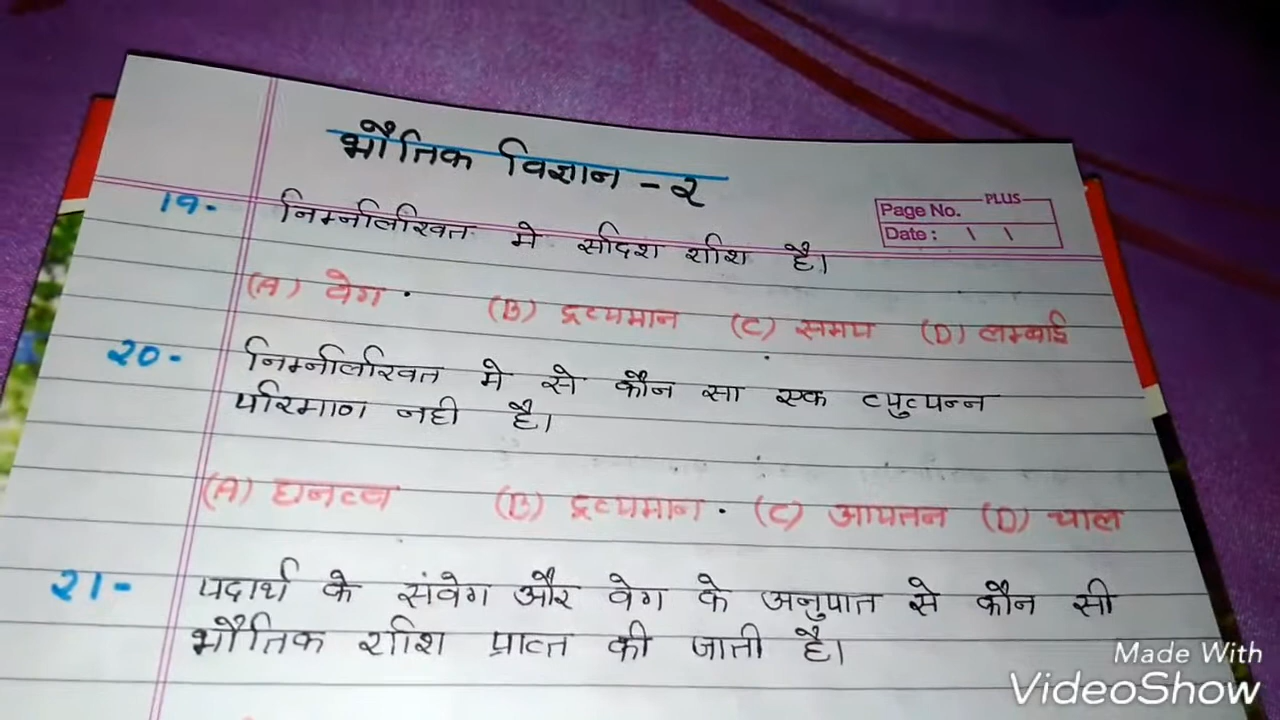 भौतिक विज्ञान - २
PLUS
Page No.
Date : \ \
19- निम्नलिखित मे सदिश राशि है।
(A) वेग . (B) द्रव्यमान (C) समय (D) लम्बाई
20- निम्नलिखित मे से कौन सा एक व्युत्पन्न
परिमाण नही है।
(A) घनत्व (B) द्रव्यमान . (C) आयतन (D) चाल
21- पदार्थ के संवेग और वेग के अनुपात से कौन सी
भौतिक राशि प्राप्त की जाती है।
Made With
VideoShow